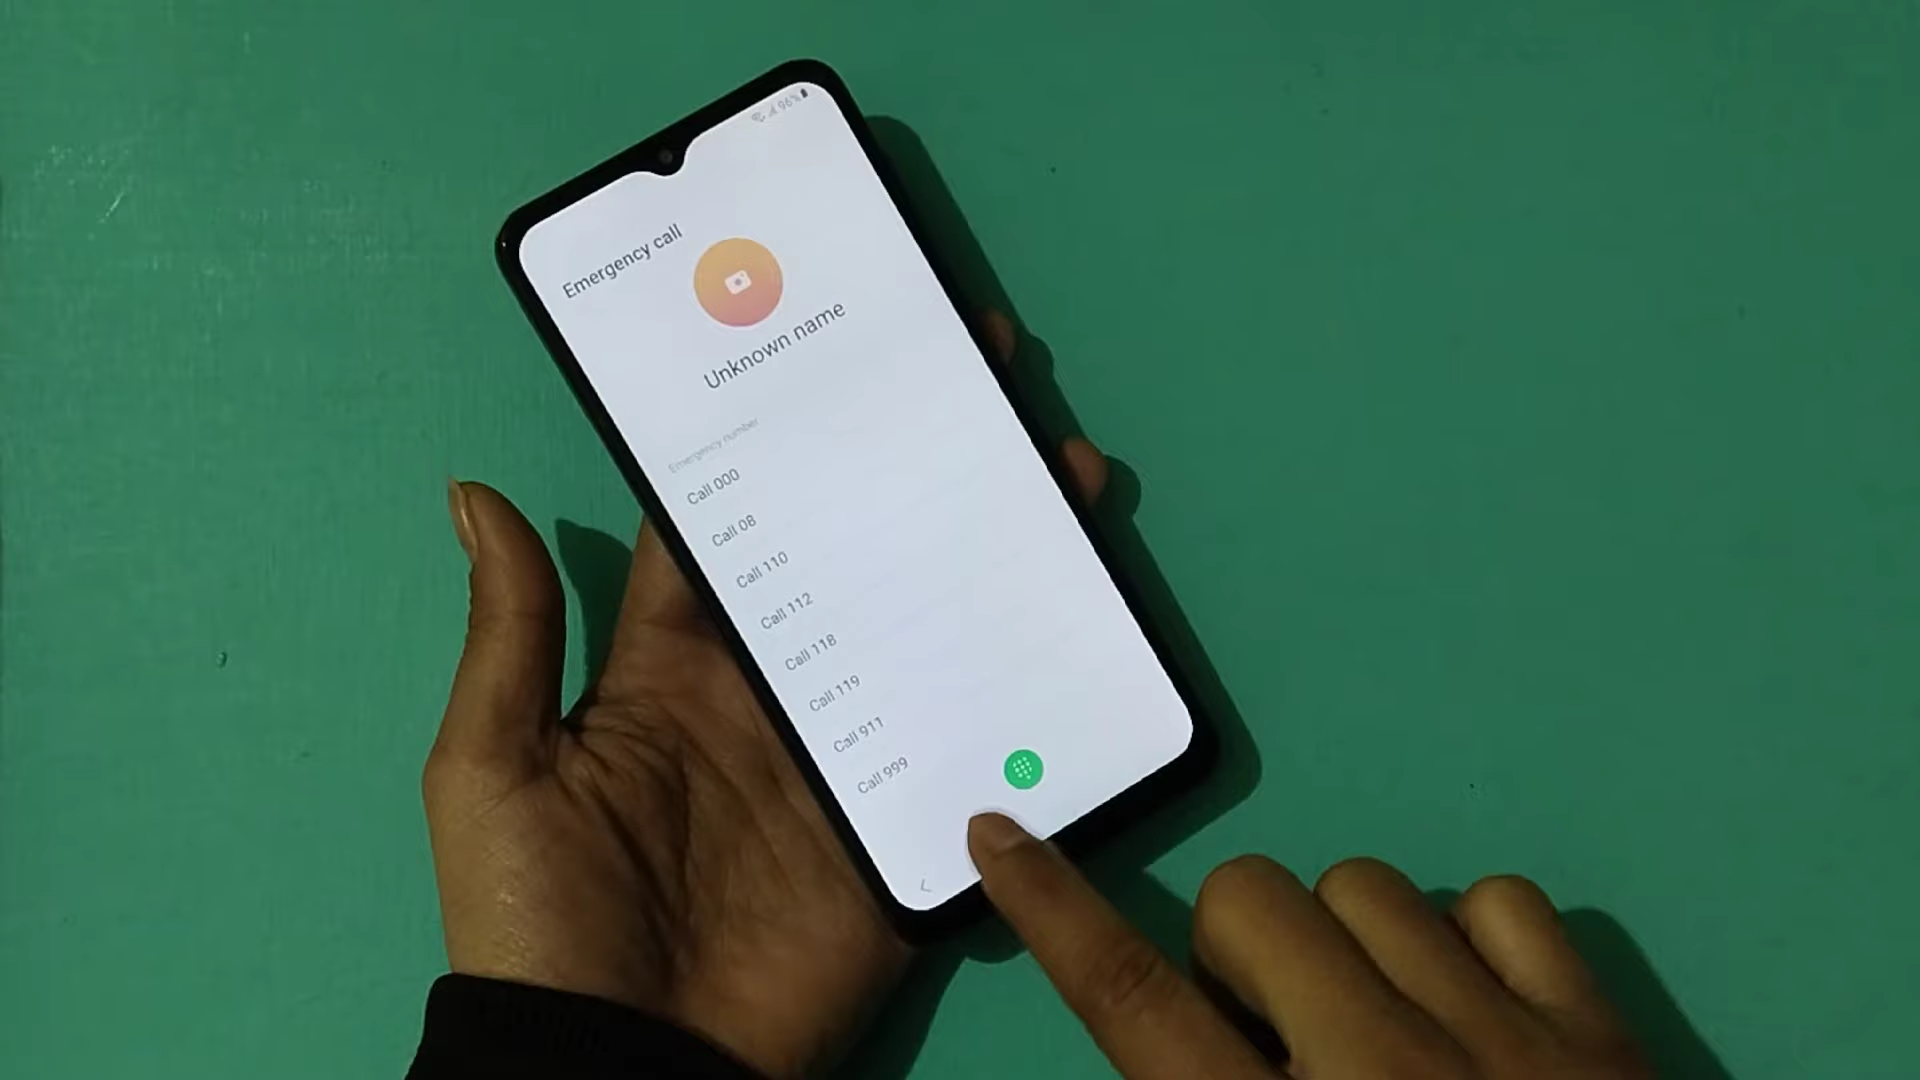 96%
Emergency call
Unknown name
Emergency number
Call 000
Call 08
Call 110
Call 112
Call 118
Call 119
Call 911
Call 999